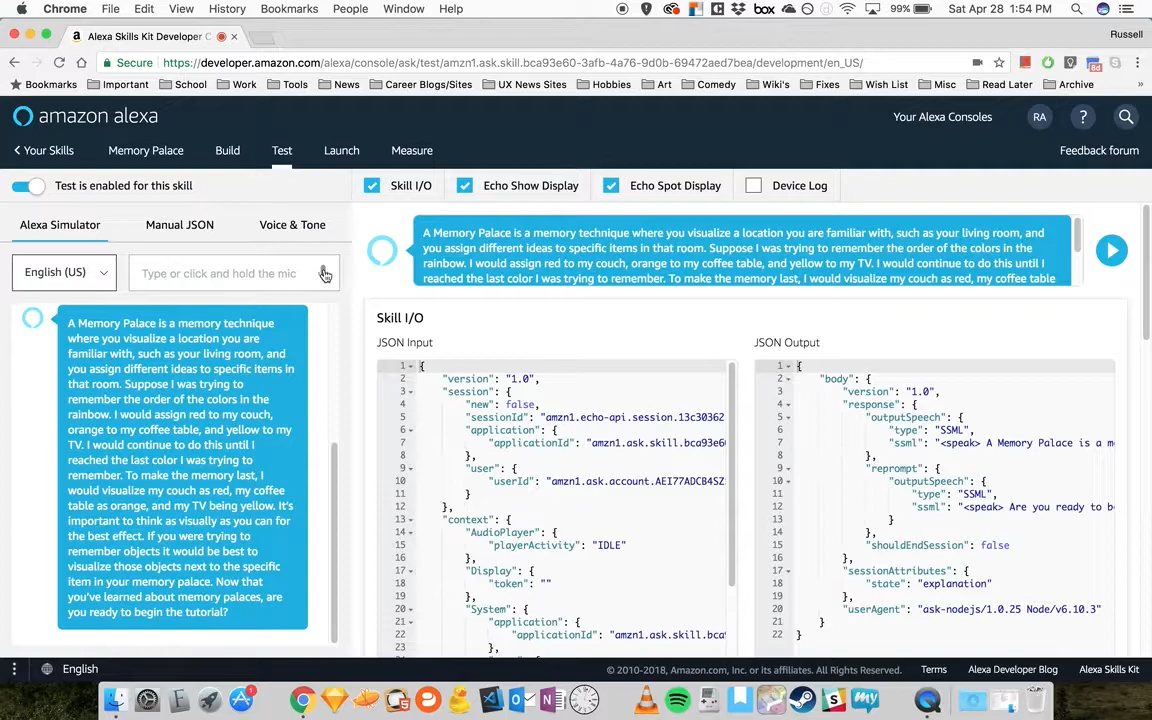 Chrome File Edit View History Bookmarks People Window Help
box 99% Sat Apr 28 1:54 PM
Alexa Skills Kit Developer C
Russell
Secure https://developer.amazon.com/alexa/console/ask/test/amzn1.ask.skill.bca93e60-3afb-4a76-9d0b-69472aed7bea/development/en_US/
Bookmarks Important School Work Tools News Career Blogs/Sites UX News Sites Hobbies Art Comedy Wiki's Fixes Wish List Misc Read Later Archive »
amazon alexa
Your Alexa Consoles RA ?
Your Skills Memory Palace Build Test Launch Measure Feedback forum
Test is enabled for this skill
Skill I/O Echo Show Display Echo Spot Display Device Log
Alexa Simulator Manual JSON Voice & Tone
English (US) Type or click and hold the mic
A Memory Palace is a memory technique
where you visualize a location you are
familiar with, such as your living room, and
you assign different ideas to specific items in
that room. Suppose I was trying to
remember the order of the colors in the
rainbow. I would assign red to my couch,
orange to my coffee table, and yellow to my
TV. I would continue to do this until I
reached the last color I was trying to
remember. To make the memory last, I
would visualize my couch as red, my coffee
table as orange, and my TV being yellow. It's
important to think as visually as you can for
the best effect. If you were trying to
remember objects it would be best to
visualize those objects next to the specific
item in your memory palace. Now that
you've learned about memory palaces, are
you ready to begin the tutorial?
A Memory Palace is a memory technique where you visualize a location you are familiar with, such as your living room, and
you assign different ideas to specific items in that room. Suppose I was trying to remember the order of the colors in the
rainbow. I would assign red to my couch, orange to my coffee table, and yellow to my TV. I would continue to do this until I
reached the last color I was trying to remember. To make the memory last, I would visualize my couch as red, my coffee table
Skill I/O
JSON Input
1 {
2 "version": "1.0",
3 "session": {
4 "new": false,
5 "sessionId": "amzn1.echo-api.session.13c30362
6 "application": {
7 "applicationId": "amzn1.ask.skill.bca93e60
8 },
9 "user": {
10 "userId": "amzn1.ask.account.AEI77ADCB4SZ
11 }
12 },
13 "context": {
14 "AudioPlayer": {
15 "playerActivity": "IDLE"
16 },
17 "Display": {
18 "token": ""
19 },
20 "System": {
21 "application": {
22 "applicationId": "amzn1.ask.skill.bca
23 },
JSON Output
1 {
2 "body": {
3 "version": "1.0",
4 "response": {
5 "outputSpeech": {
6 "type": "SSML",
7 "ssml": "<speak> A Memory Palace is a m
8 },
9 "reprompt": {
10 "outputSpeech": {
11 "type": "SSML",
12 "ssml": "<speak> Are you ready to b
13 }
14 },
15 "shouldEndSession": false
16 },
17 "sessionAttributes": {
18 "state": "explanation"
19 },
20 "userAgent": "ask-nodejs/1.0.25 Node/v6.10.3"
21 }
22 }
English
© 2010-2018, Amazon.com, Inc. or its affiliates. All Rights Reserved. Terms Alexa Developer Blog Alexa Skills Kit